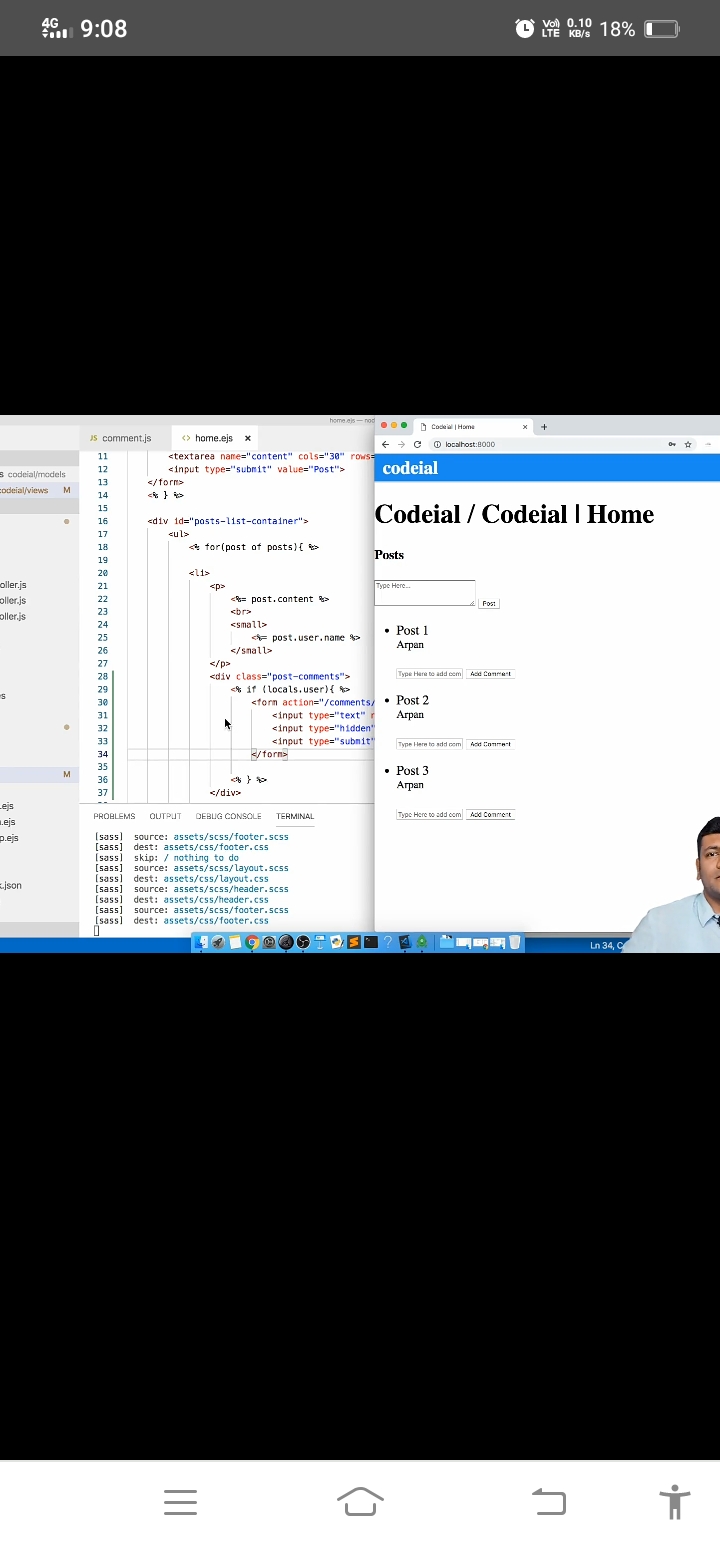 4G 9:08 Vo) LTE 0.10 KB/s 18%
home.ejs — nod
JS comment.js <> home.ejs ×
s codeial/models
codeial/views M
oller.js
oller.js
oller.js
s
M
.ejs
.ejs
p.ejs
.json
11 <textarea name="content" cols="30" rows=
12 <input type="submit" value="Post">
13 </form>
14 <% } %>
15
16 <div id="posts-list-container">
17 <ul>
18 <% for(post of posts){ %>
19
20 <li>
21 <p>
22 <%= post.content %>
23 <br>
24 <small>
25 <%= post.user.name %>
26 </small>
27 </p>
28 <div class="post-comments">
29 <% if (locals.user){ %>
30 <form action="/comments/
31 <input type="text"
32 <input type="hidden"
33 <input type="submit"
34 </form>
35
36 <% } %>
37 </div>
PROBLEMS OUTPUT DEBUG CONSOLE TERMINAL
[sass] source: assets/scss/footer.scss
[sass] dest: assets/css/footer.css
[sass] skip: / nothing to do
[sass] source: assets/scss/layout.scss
[sass] dest: assets/css/layout.css
[sass] source: assets/scss/header.scss
[sass] dest: assets/css/header.css
[sass] source: assets/scss/footer.scss
[sass] dest: assets/css/footer.css
Ln 34, C
Codeial | Home × +
localhost:8000
codeial
Codeial / Codeial | Home
Posts
Type Here...
Post
• Post 1
Arpan
Type Here to add com Add Comment
• Post 2
Arpan
Type Here to add com Add Comment
• Post 3
Arpan
Type Here to add com Add Comment